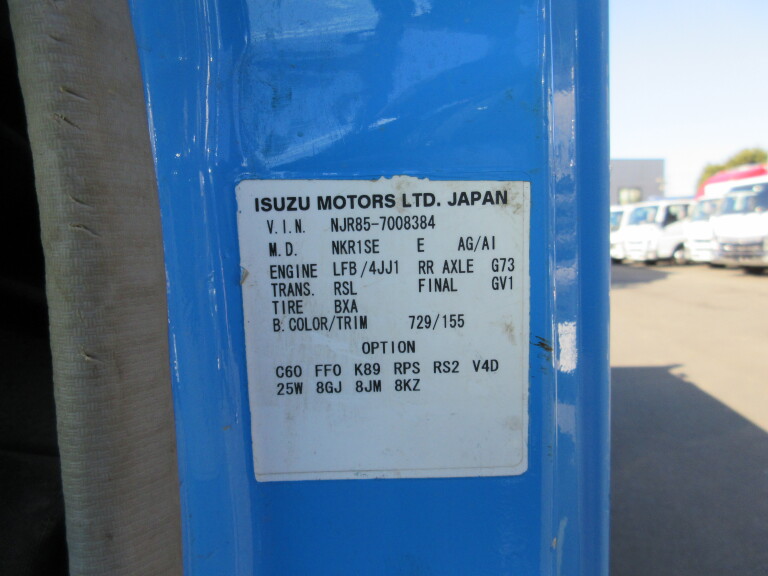 ISUZU MOTORS LTD. JAPAN
V.I.N. NJR85-7008384
M.D. NKR1SE E AG/AI
ENGINE LFB/4JJ1 RR AXLE G73
TRANS. RSL FINAL GV1
TIRE BXA
B.COLOR/TRIM 729/155
OPTION
C60 FF0 K89 RPS RS2 V4D
25W 8GJ 8JM 8KZ